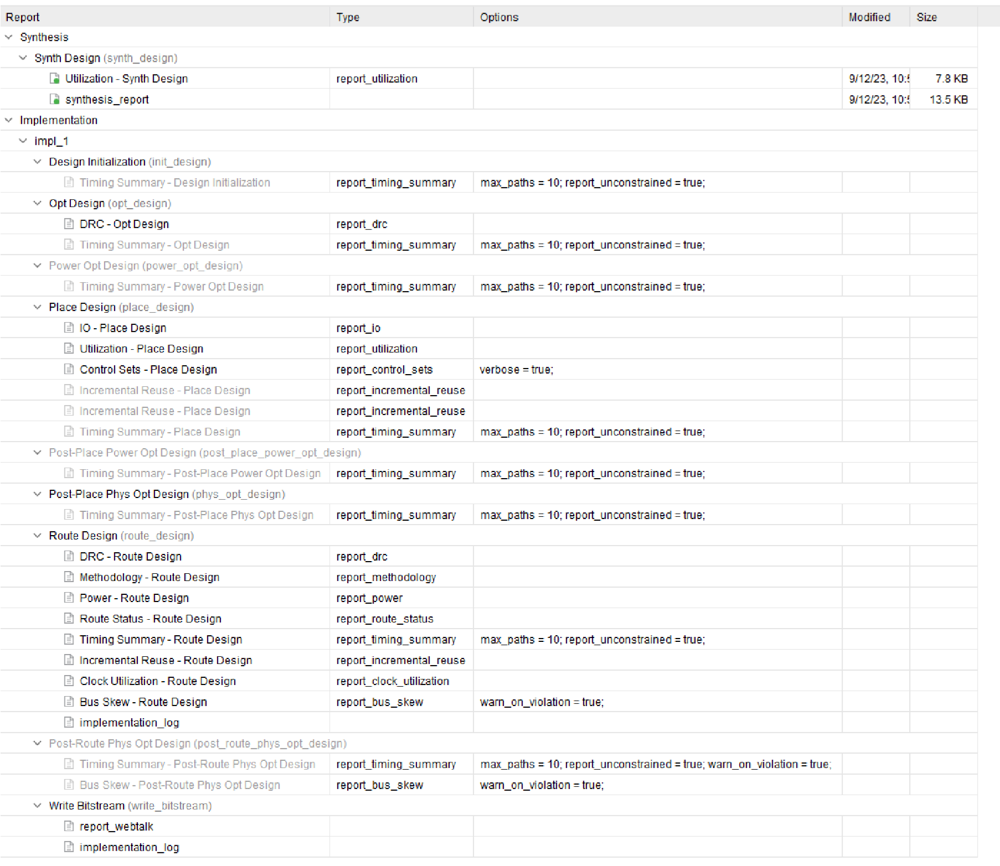 Report Type Options Modified Size
Synthesis
Synth Design (synth_design)
Utilization - Synth Design report_utilization 9/12/23, 10:5 7.8 KB
synthesis_report 9/12/23, 10:5 13.5 KB
Implementation
impl_1
Design Initialization (init_design)
Timing Summary - Design Initialization report_timing_summary max_paths = 10; report_unconstrained = true;
Opt Design (opt_design)
DRC - Opt Design report_drc
Timing Summary - Opt Design report_timing_summary max_paths = 10; report_unconstrained = true;
Power Opt Design (power_opt_design)
Timing Summary - Power Opt Design report_timing_summary max_paths = 10; report_unconstrained = true;
Place Design (place_design)
IO - Place Design report_io
Utilization - Place Design report_utilization
Control Sets - Place Design report_control_sets verbose = true;
Incremental Reuse - Place Design report_incremental_reuse
Incremental Reuse - Place Design report_incremental_reuse
Timing Summary - Place Design report_timing_summary max_paths = 10; report_unconstrained = true;
Post-Place Power Opt Design (post_place_power_opt_design)
Timing Summary - Post-Place Power Opt Design report_timing_summary max_paths = 10; report_unconstrained = true;
Post-Place Phys Opt Design (phys_opt_design)
Timing Summary - Post-Place Phys Opt Design report_timing_summary max_paths = 10; report_unconstrained = true;
Route Design (route_design)
DRC - Route Design report_drc
Methodology - Route Design report_methodology
Power - Route Design report_power
Route Status - Route Design report_route_status
Timing Summary - Route Design report_timing_summary max_paths = 10; report_unconstrained = true;
Incremental Reuse - Route Design report_incremental_reuse
Clock Utilization - Route Design report_clock_utilization
Bus Skew - Route Design report_bus_skew warn_on_violation = true;
implementation_log
Post-Route Phys Opt Design (post_route_phys_opt_design)
Timing Summary - Post-Route Phys Opt Design report_timing_summary max_paths = 10; report_unconstrained = true; warn_on_violation = true;
Bus Skew - Post-Route Phys Opt Design report_bus_skew warn_on_violation = true;
Write Bitstream (write_bitstream)
report_webtalk
implementation_log